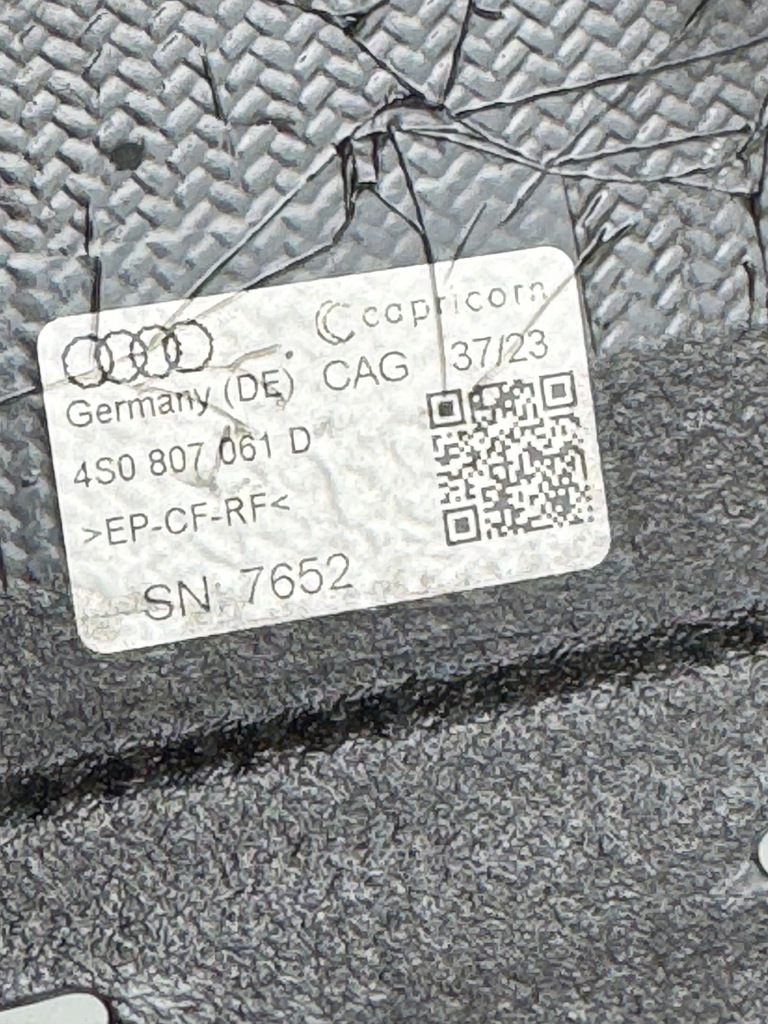 capricorn
Germany (DE) CAG 37/23
4S0 807 061 D
>EP-CF-RF<
SN: 7652